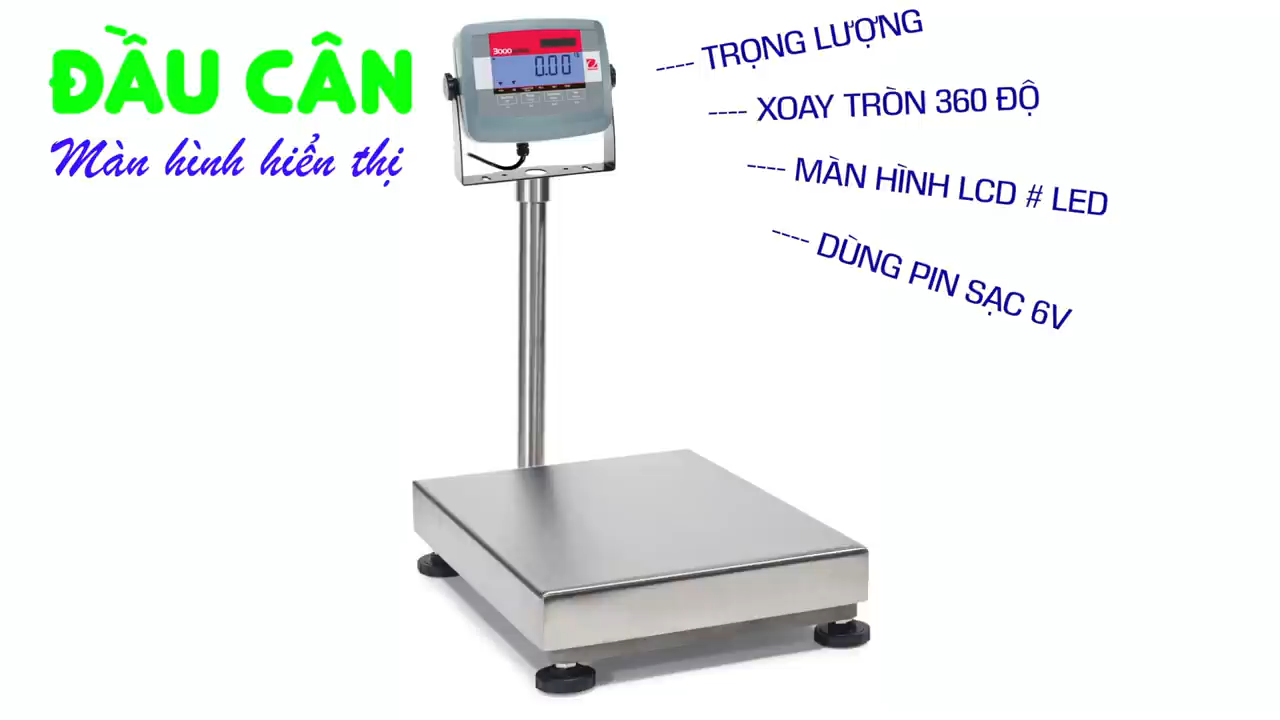 ĐẦU CÂN
Màn hình hiển thị
3000
0.00
---- TRỌNG LƯỢNG
---- XOAY TRÒN 360 ĐỘ
---- MÀN HÌNH LCD # LED
---- DÙNG PIN SẠC 6V